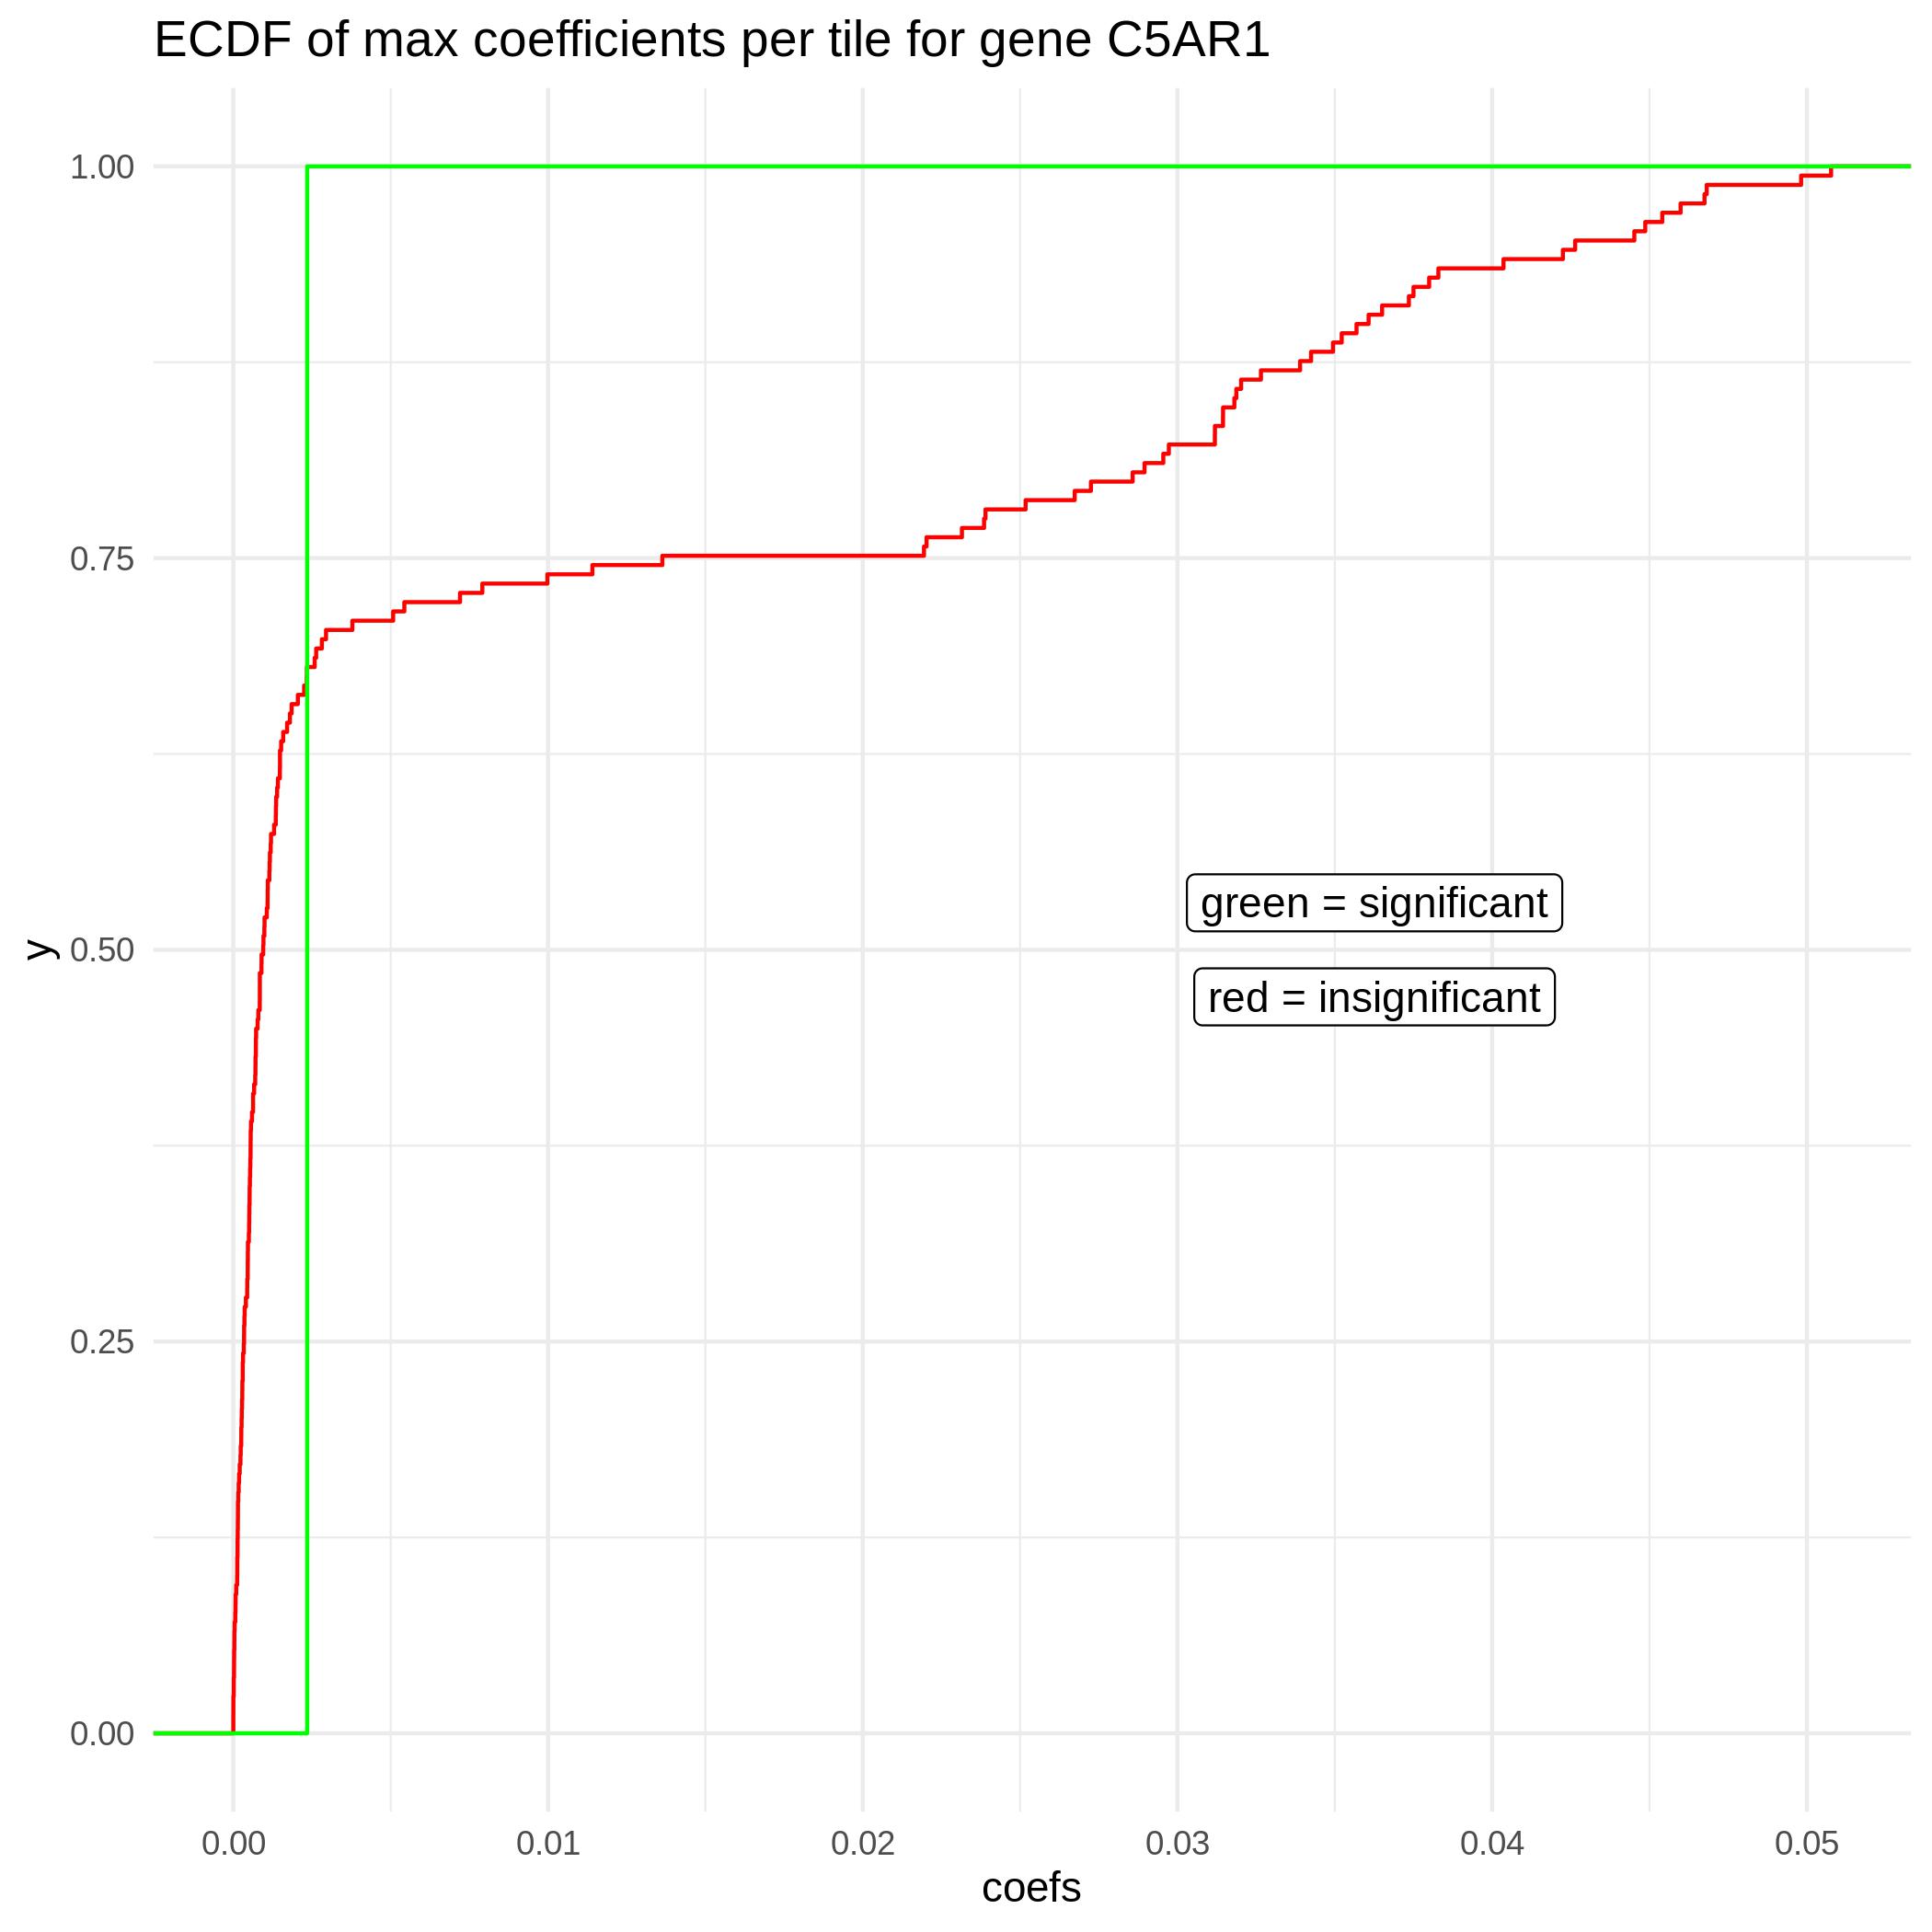 ECDF of max coefficients per tile for gene C5AR1
1.00
0.75
0.50
0.25
0.00
y
green = significant
red = insignificant
0.00 0.01 0.02 0.03 0.04 0.05
coefs